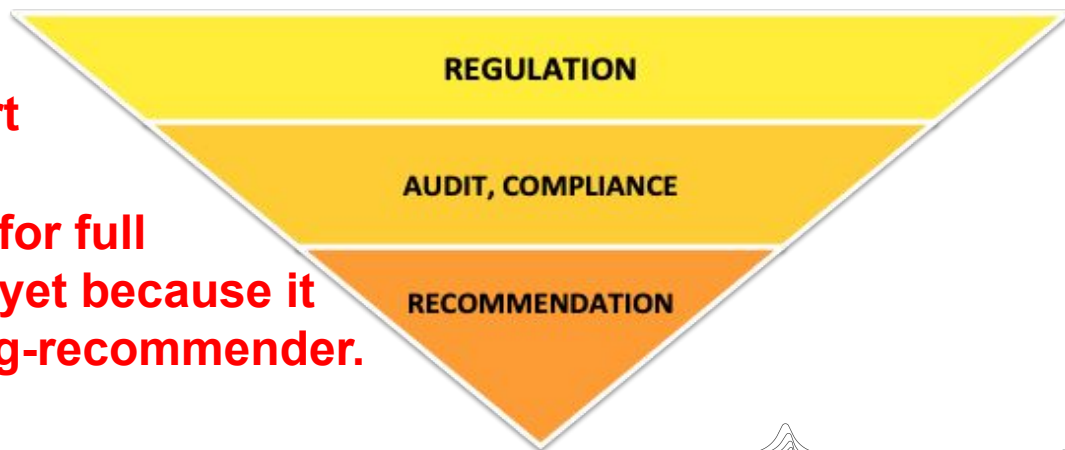 REGULATION
AUDIT, COMPLIANCE
for full
yet because it
RECOMMENDATION
g-recommender.